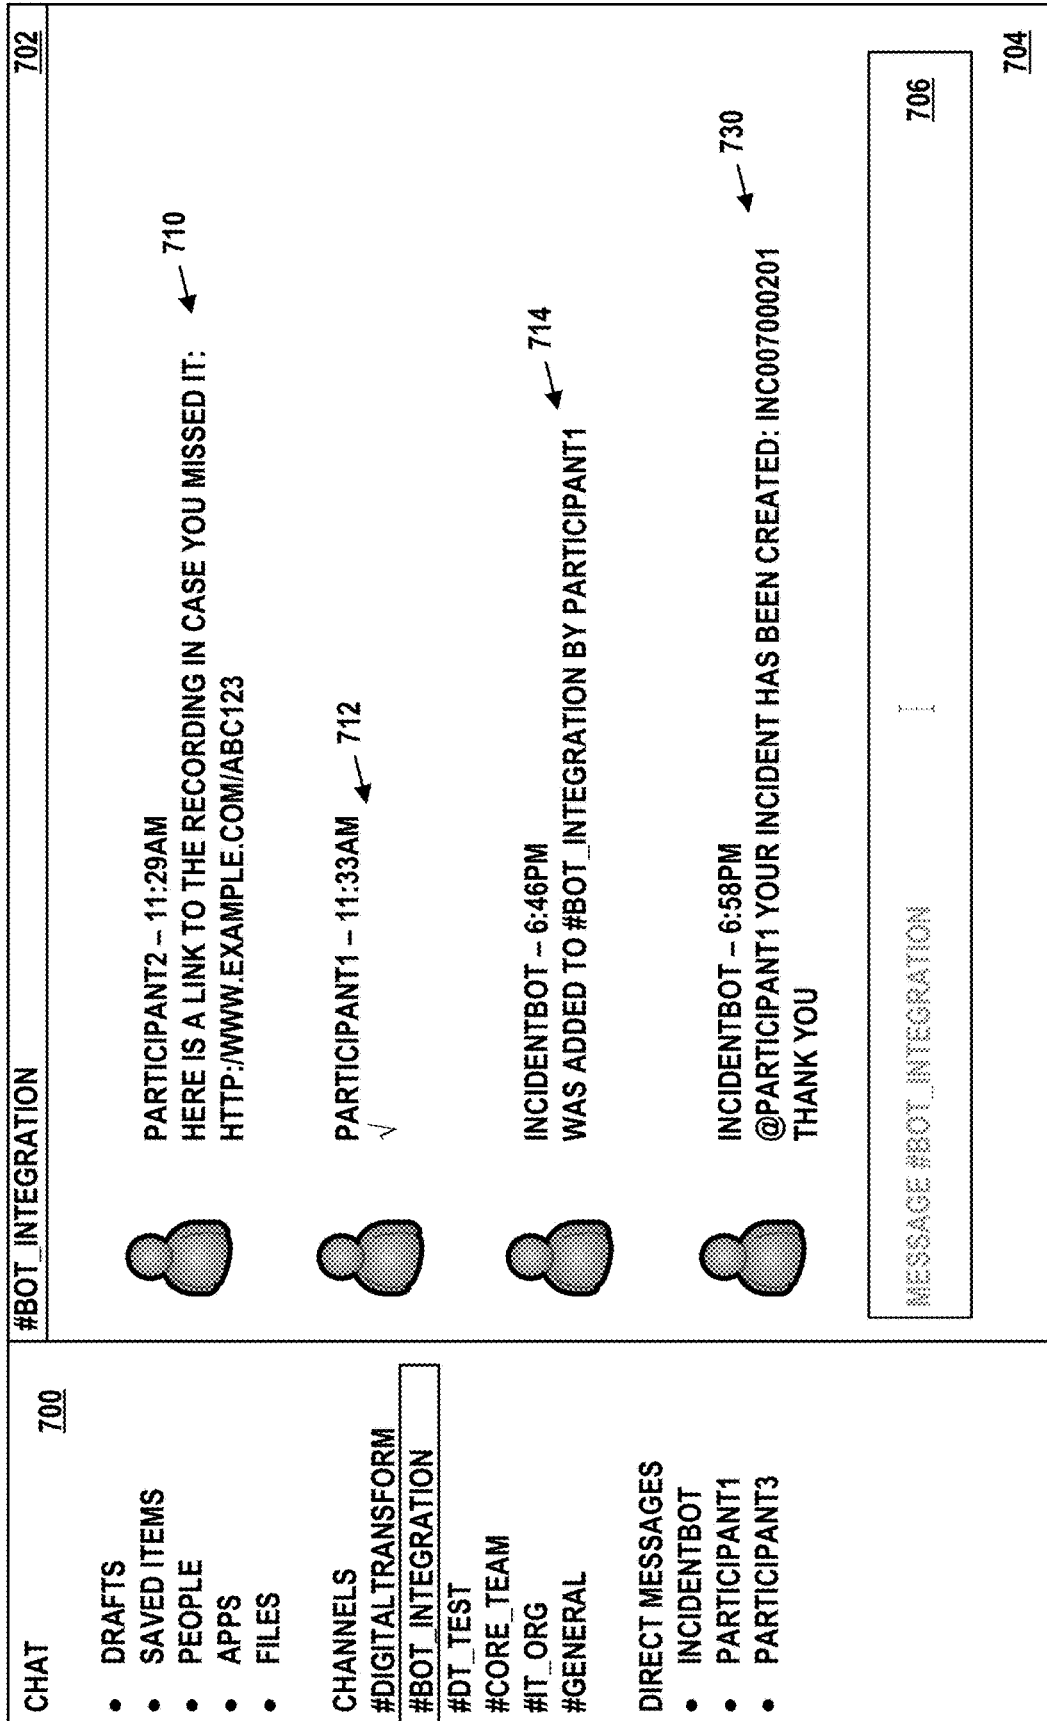 CHAT
700
• DRAFTS
• SAVED ITEMS
• PEOPLE
• APPS
• FILES
CHANNELS
#DIGITALTRANSFORM
#BOT_INTEGRATION
#DT_TEST
#CORE_TEAM
#IT_ORG
#GENERAL
DIRECT MESSAGES
• INCIDENTBOT
• PARTICIPANT1
• PARTICIPANT3
#BOT_INTEGRATION
702
PARTICIPANT2 – 11:29AM
HERE IS A LINK TO THE RECORDING IN CASE YOU MISSED IT:
HTTP:/WWW.EXAMPLE.COM/ABC123
710
PARTICIPANT1 – 11:33AM
√
712
INCIDENTBOT – 6:46PM
WAS ADDED TO #BOT_INTEGRATION BY PARTICIPANT1
714
INCIDENTBOT – 6:58PM
@PARTICIPANT1 YOUR INCIDENT HAS BEEN CREATED: INC007000201
THANK YOU
730
MESSAGE #BOT_INTEGRATION
706
704